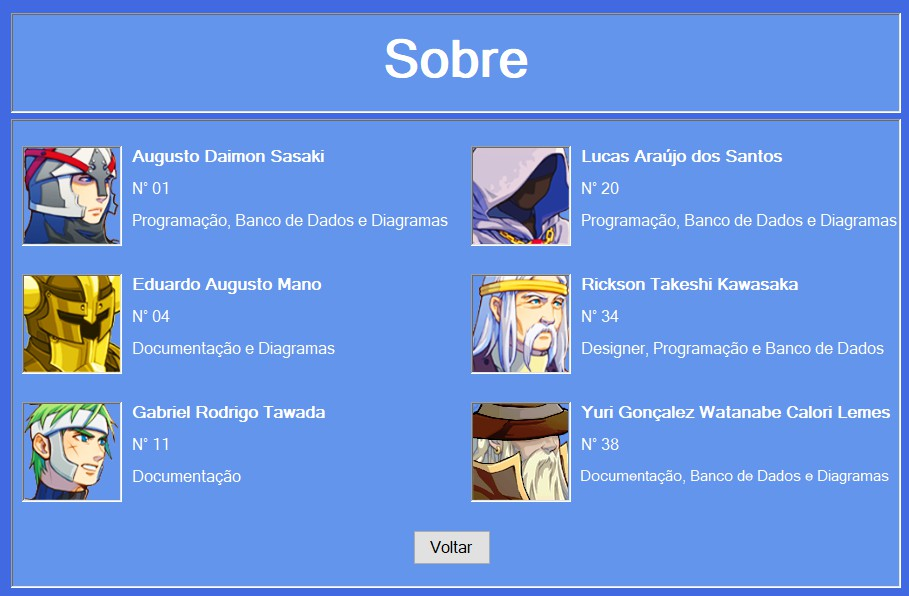 Sobre
Augusto Daimon Sasaki
N° 01
Programação, Banco de Dados e Diagramas
Lucas Araújo dos Santos
N° 20
Programação, Banco de Dados e Diagramas
Eduardo Augusto Mano
N° 04
Documentação e Diagramas
Rickson Takeshi Kawasaka
N° 34
Designer, Programação e Banco de Dados
Gabriel Rodrigo Tawada
N° 11
Documentação
Yuri Gonçalez Watanabe Calori Lemes
N° 38
Documentação, Banco de Dados e Diagramas
Voltar